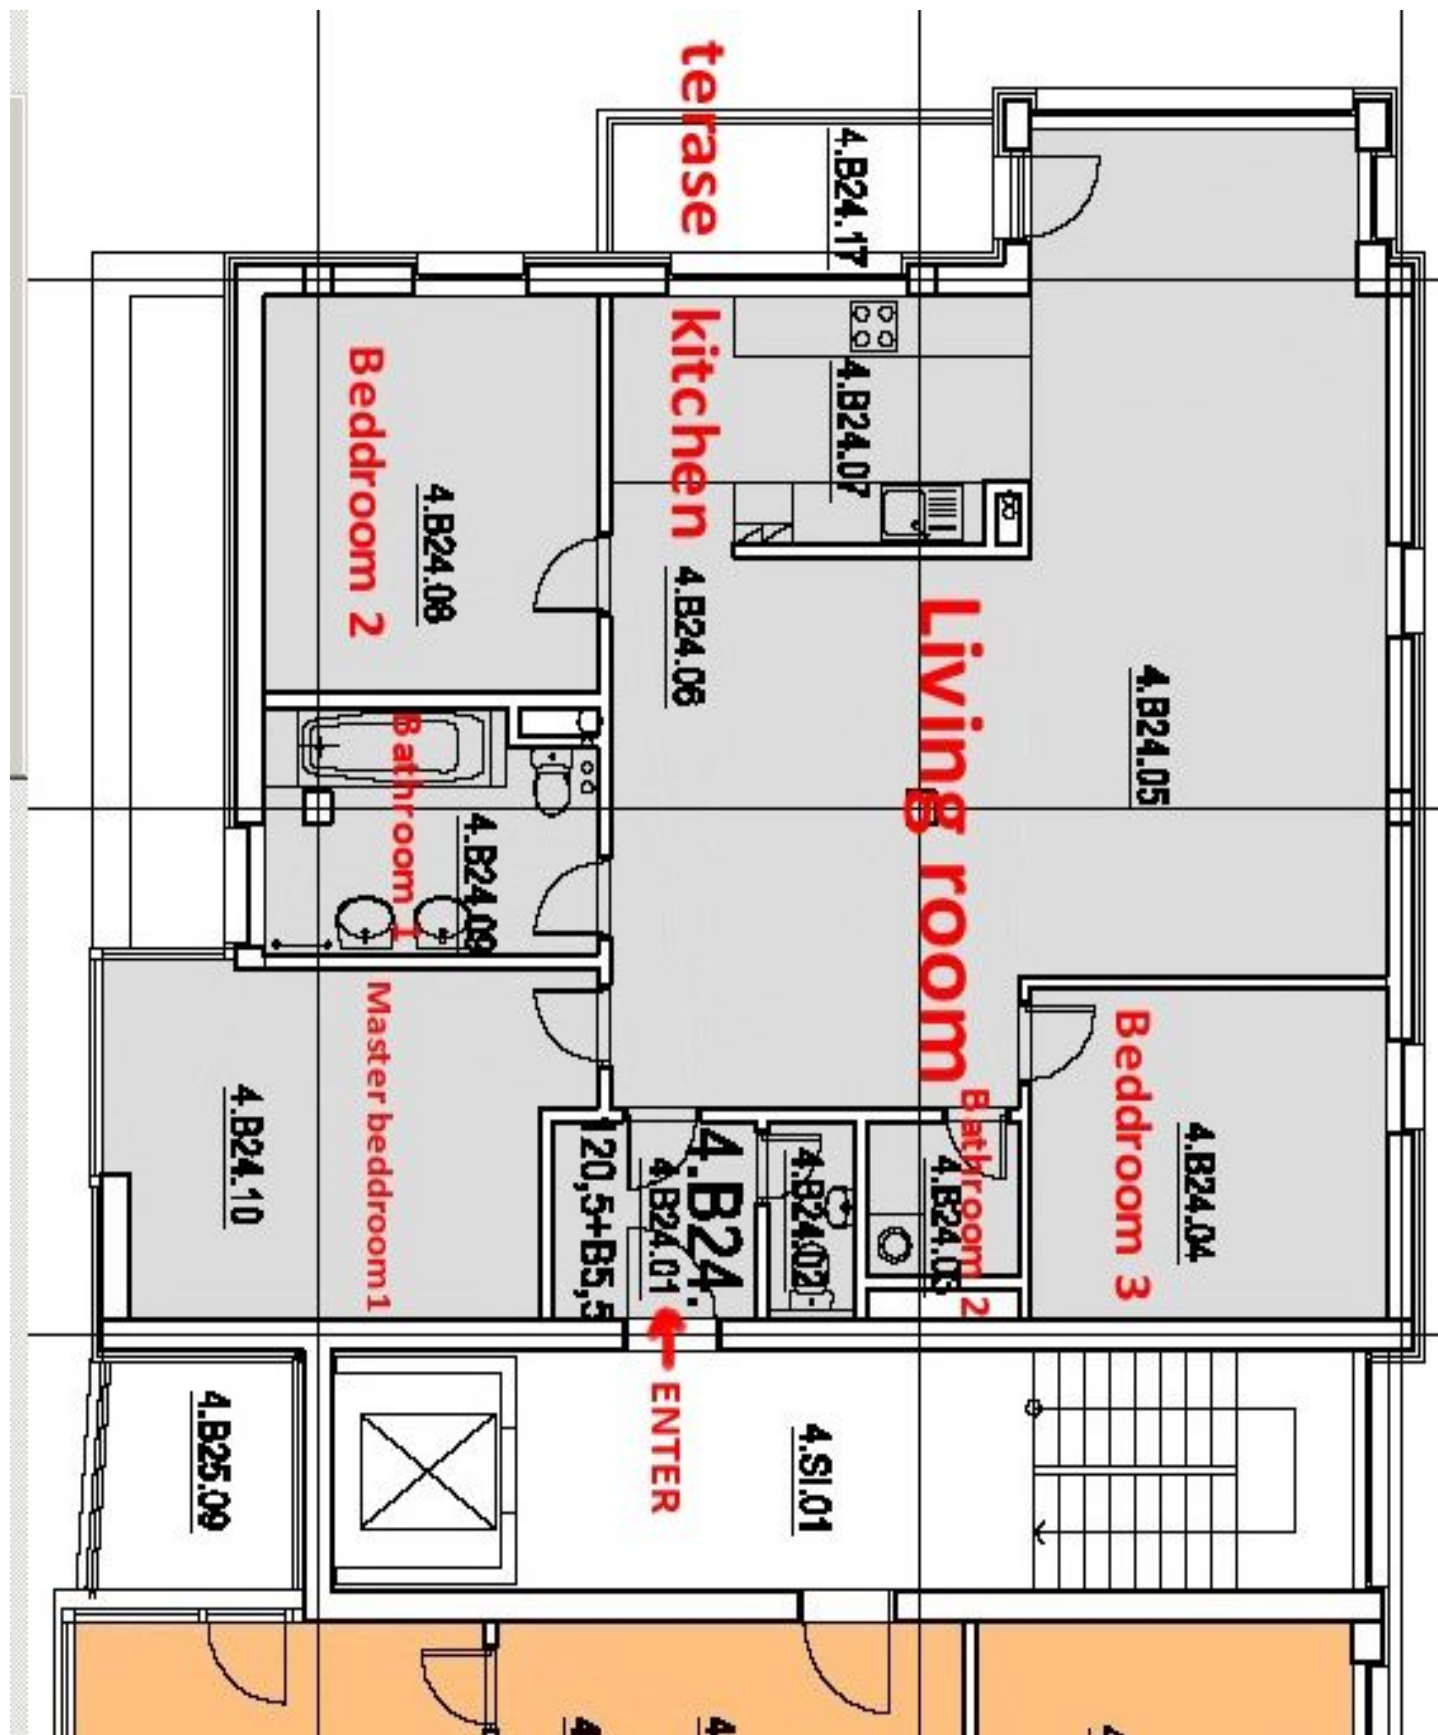 terase
4.B24.17
kitchen
4.B24.07
Beddroom 2
4.B24.08
4.B24.06
Living room
4.B24.05
Bathroom 1
4.B24.09
Master beddroom1
4.B24.10
Beddroom 3
4.B24.04
Bathroom 2
4.B24.03
4.B24.02
4.B24.
4.B24.01
120,5+B5,5
ENTER
4.SI.01
4.B25.09